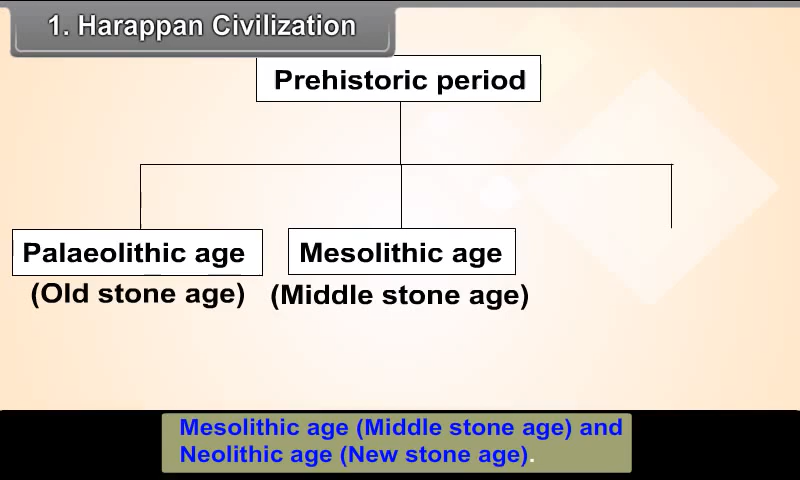 1. Harappan Civilization
Prehistoric period
Palaeolithic age
Mesolithic age
(Old stone age)
(Middle stone age)
Mesolithic age (Middle stone age) and
Neolithic age (New stone age).